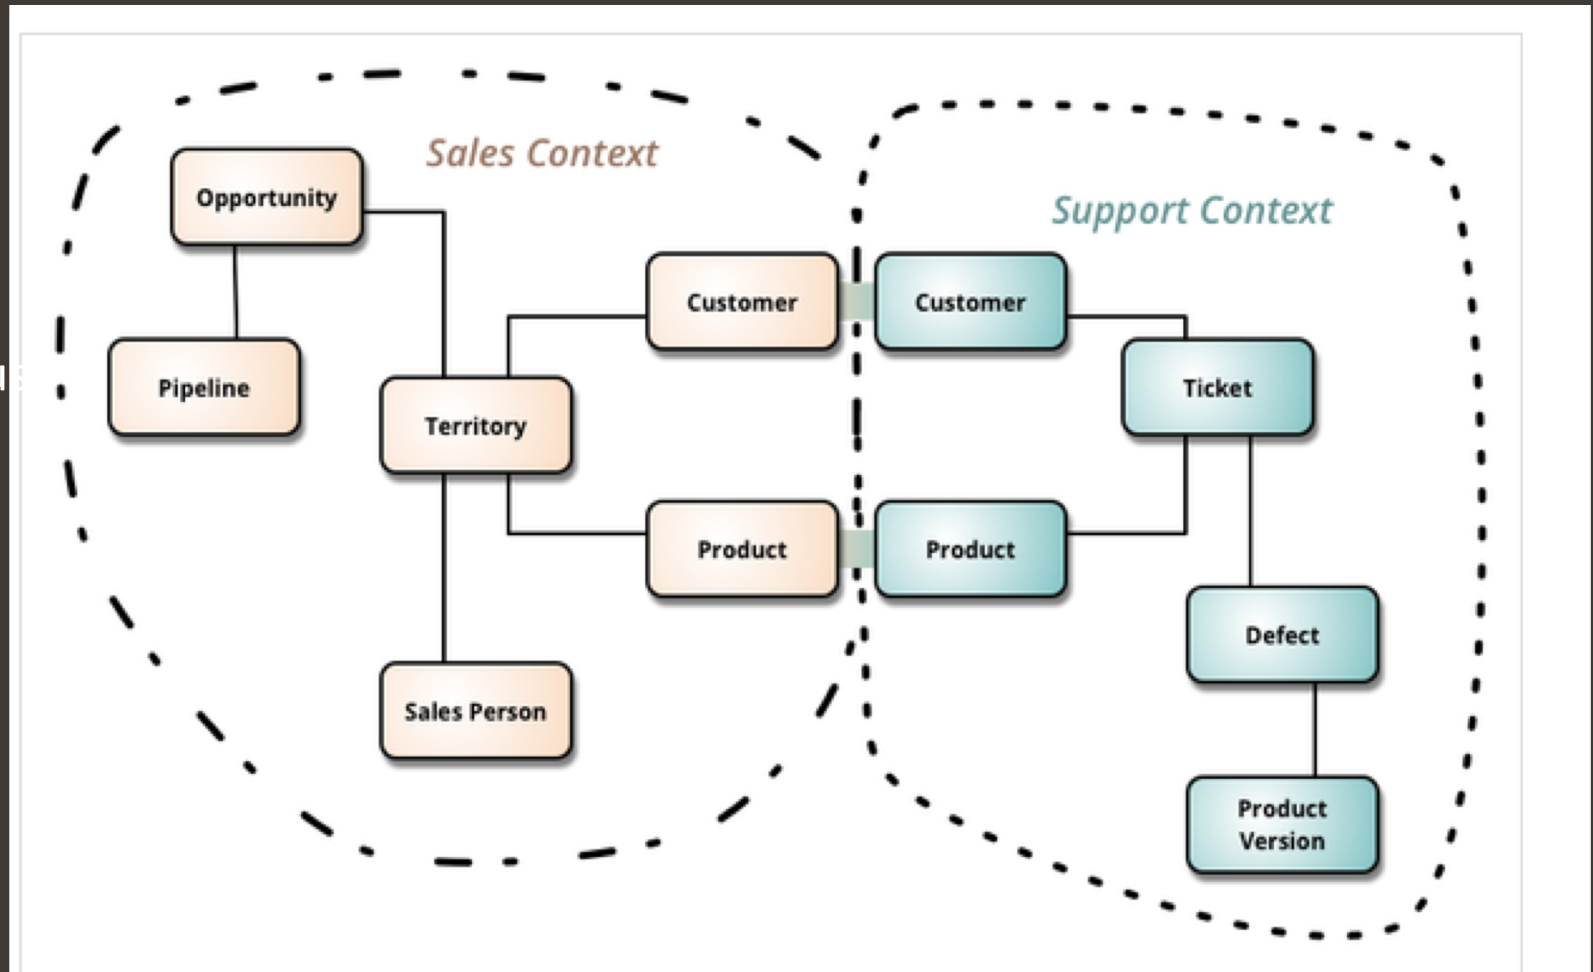 Sales Context
Opportunity
Support Context
Customer
Customer
Pipeline
Ticket
Territory
Product
Product
Defect
Sales Person
Product
Version